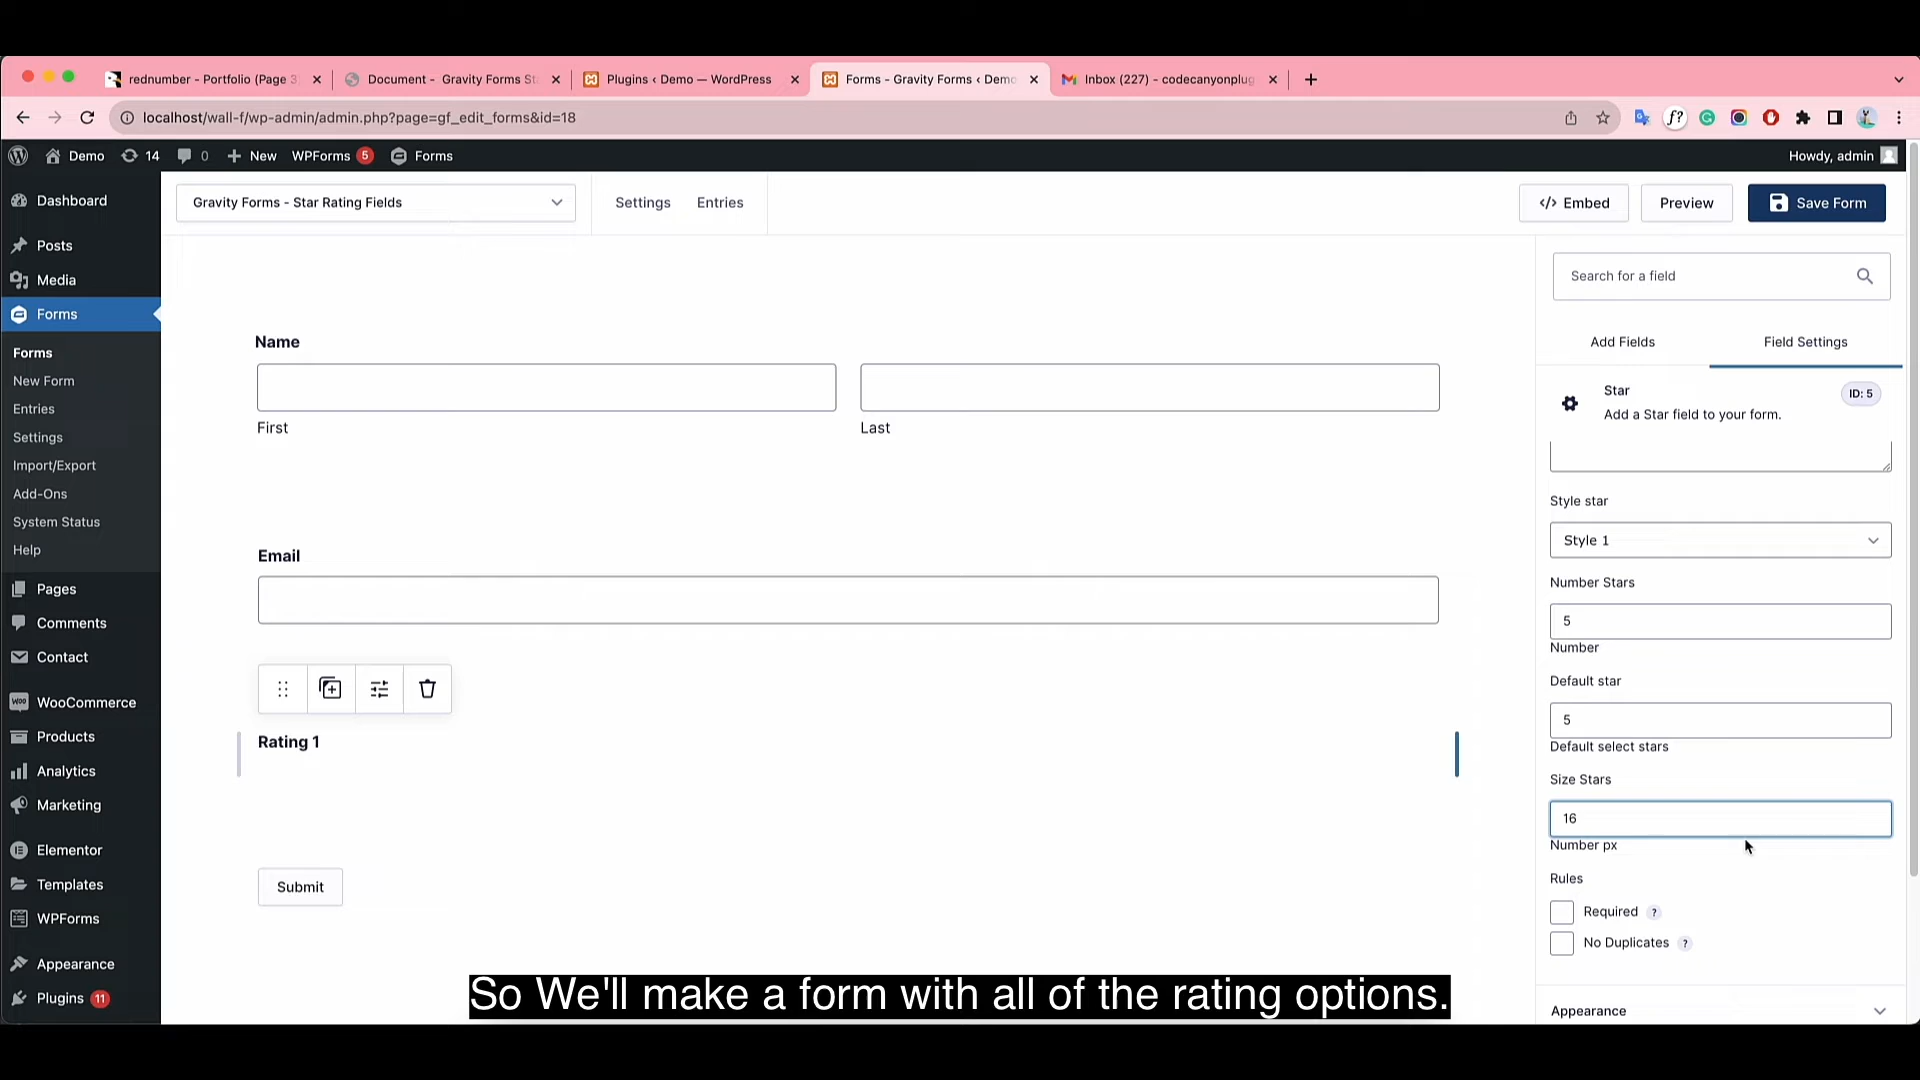 rednumber - Portfolio (Page 3
Document - Gravity Forms St
Plugins ‹ Demo — WordPress
Forms - Gravity Forms ‹ Demo
Inbox (227) - codecanyonplug
localhost/wall-f/wp-admin/admin.php?page=gf_edit_forms&id=18
f?
Demo
14
0
New
WPForms 5
Forms
Howdy, admin
Dashboard
Posts
Media
Forms
Forms
New Form
Entries
Settings
Import/Export
Add-Ons
System Status
Help
Pages
Comments
Contact
WooCommerce
Products
Analytics
Marketing
Elementor
Templates
WPForms
Appearance
Plugins 11
Gravity Forms - Star Rating Fields
Settings
Entries
</> Embed
Preview
Save Form
Name
First
Last
Email
Rating 1
Submit
Search for a field
Add Fields
Field Settings
Star
ID: 5
Add a Star field to your form.
Style star
Style 1
Number Stars
5
Number
Default star
5
Default select stars
Size Stars
16
Number px
Rules
Required ?
No Duplicates ?
Appearance
So We'll make a form with all of the rating options.